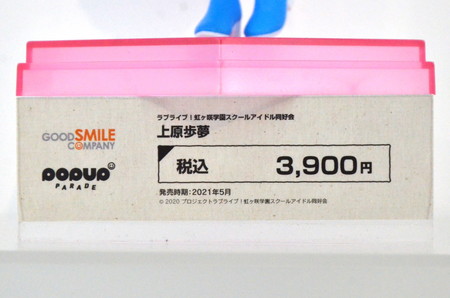 GOOD SMILE
COMPANY
POPUP
PARADE
ラブライブ!虹ヶ咲学園スクールアイドル同好会
上原歩夢
税込 3,900円
発売時期:2021年5月
© 2020 プロジェクトラブライブ!虹ヶ咲学園スクールアイドル同好会